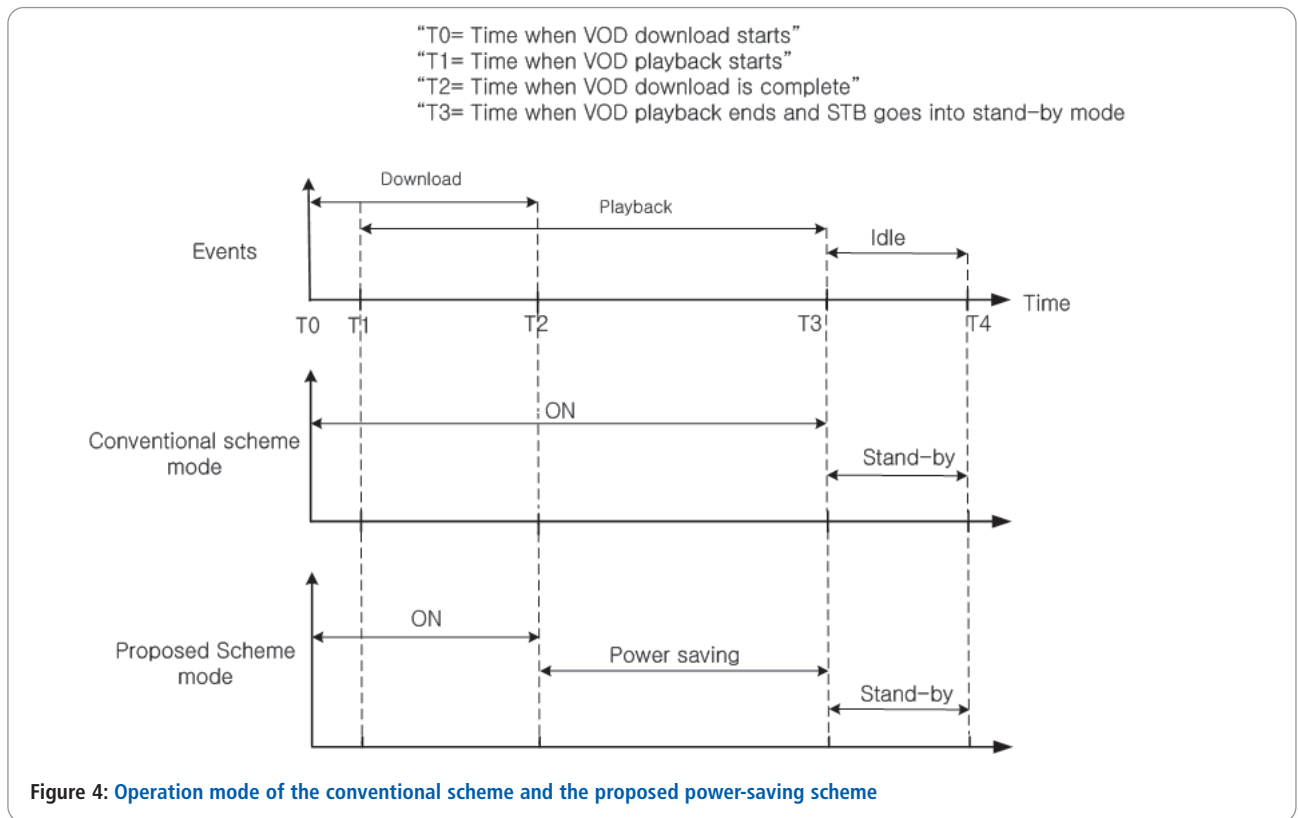 “T0= Time when VOD download starts”
“T1= Time when VOD playback starts”
“T2= Time when VOD download is complete”
“T3= Time when VOD playback ends and STB goes into stand-by mode
Download
Playback
Idle
Events
Time
T0 T1 T2 T3 T4
ON
Conventional scheme
mode
Stand-by
ON
Proposed Scheme
mode
Power saving
Stand-by
Figure 4: Operation mode of the conventional scheme and the proposed power-saving scheme